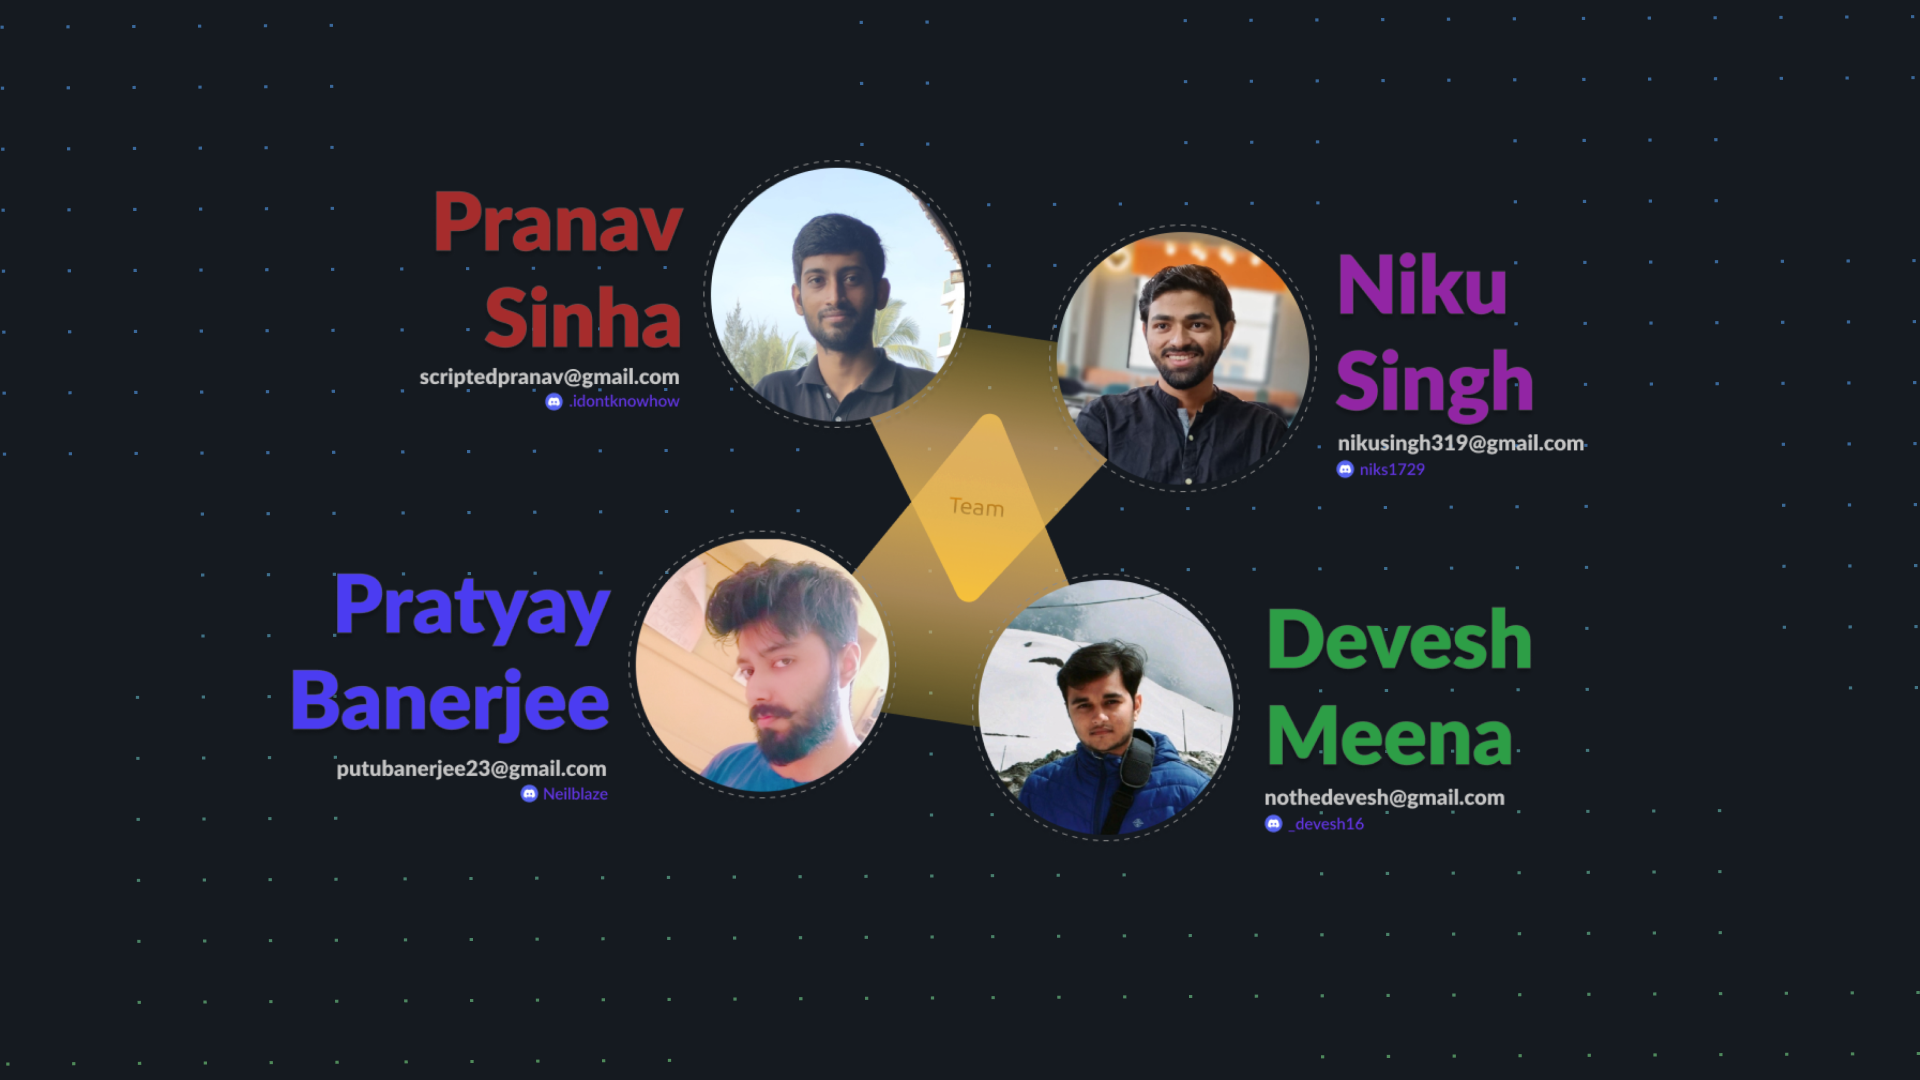 Pranav
Sinha
scriptedpranav@gmail.com
.idontknowhow
Niku
Singh
nikusingh319@gmail.com
niks1729
Team
Pratyay
Banerjee
putubanerjee23@gmail.com
Neilblaze
Devesh
Meena
nothedevesh@gmail.com
_devesh16